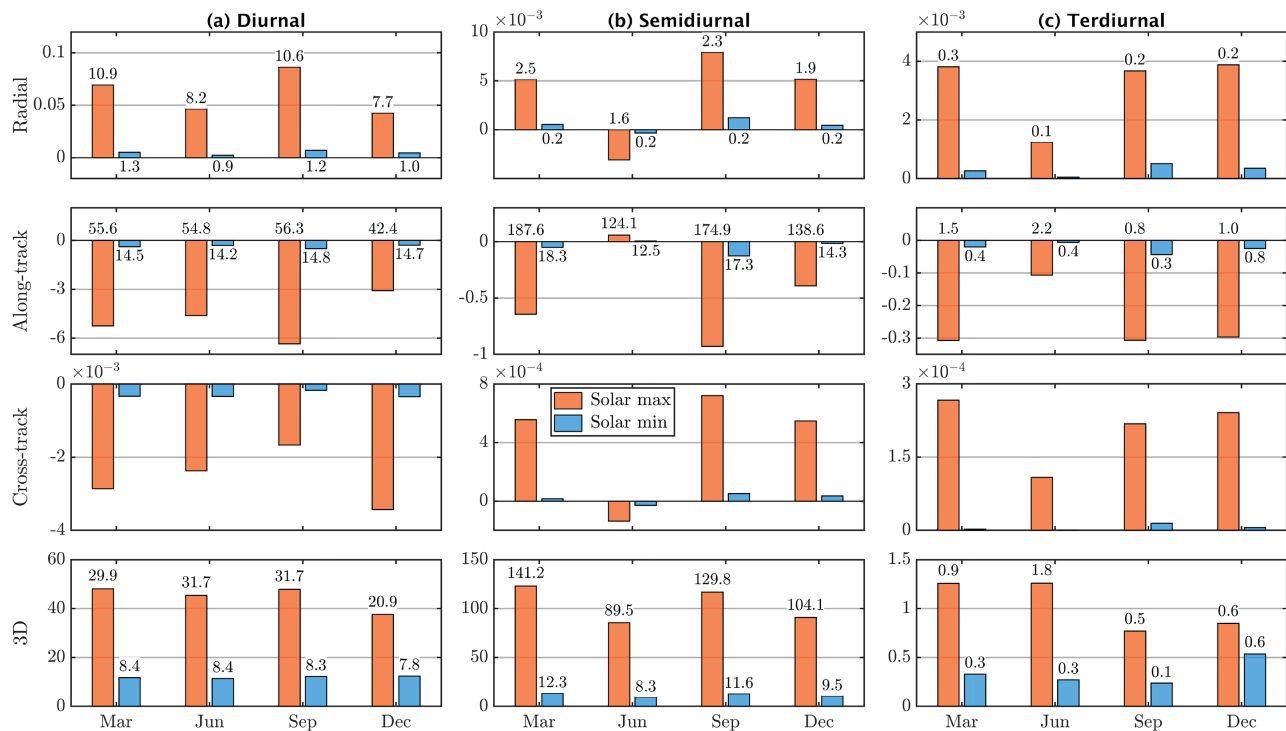 (a) Diurnal
(b) Semidiurnal
(c) Terdiurnal
×10⁻³
×10⁻³
Radial
0.1
0.05
0
10.9 8.2 10.6 7.7
1.3 0.9 1.2 1.0
10
5
0
2.5 1.6 2.3 1.9
0.2 0.2 0.2 0.2
4
2
0
0.3 0.1 0.2 0.2
Along-track
0
-3
-6
55.6 54.8 56.3 42.4
14.5 14.2 14.8 14.7
0
-0.5
-1
187.6 124.1 174.9 138.6
18.3 12.5 17.3 14.3
0
-0.1
-0.2
-0.3
1.5 2.2 0.8 1.0
0.4 0.4 0.3 0.8
Cross-track
×10⁻³
0
-2
-4
×10⁻⁴
8
4
0
Solar max
Solar min
×10⁻⁴
3
1.5
0
3D
60
40
20
0
29.9 31.7 31.7 20.9
8.4 8.4 8.3 7.8
Mar Jun Sep Dec
150
100
50
0
141.2 89.5 129.8 104.1
12.3 8.3 11.6 9.5
Mar Jun Sep Dec
1.5
1
0.5
0
0.9 1.8 0.5 0.6
0.3 0.3 0.1 0.6
Mar Jun Sep Dec